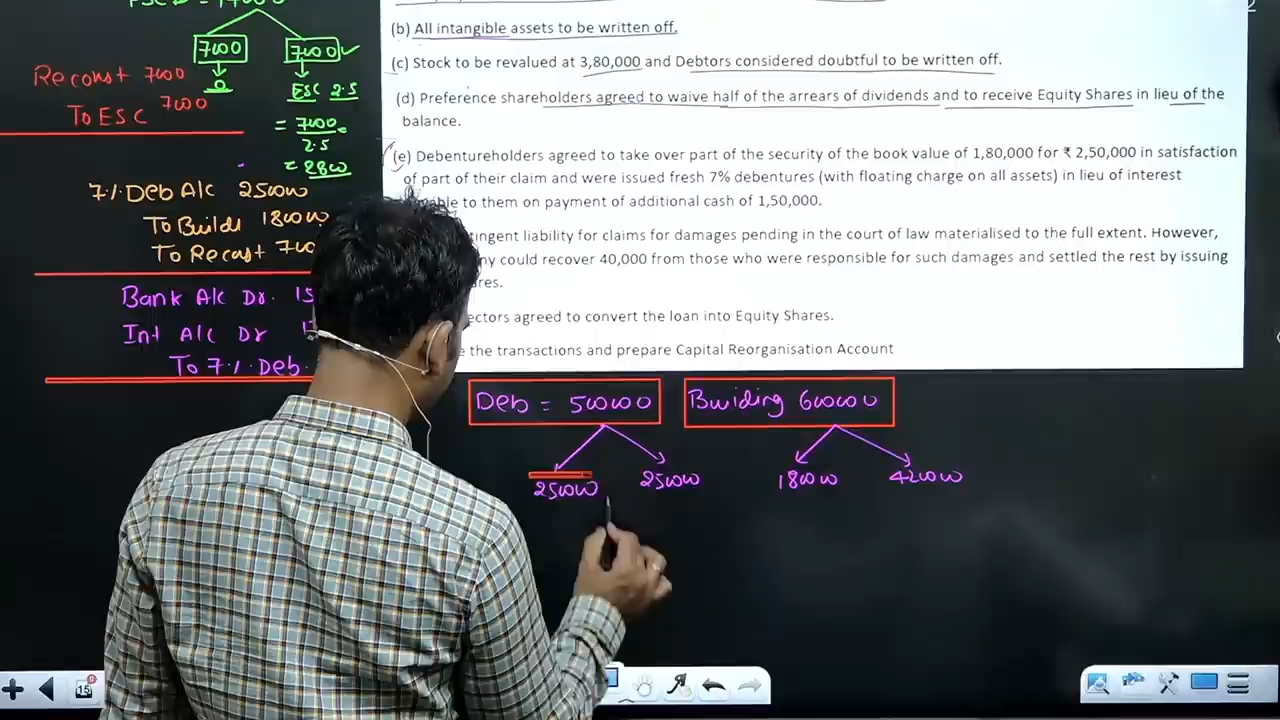 7000 7000
Reconst 7000
To ESC 7000
0
ESC 2.5
= 7000
2.5
= 2800
7% Deb A/c 250000
To Build 180000
To Reconst
Bank A/c Dr. 15
Int A/c Dr
To 7% Deb.
(b) All intangible assets to be written off.
(c) Stock to be revalued at 3,80,000 and Debtors considered doubtful to be written off.
(d) Preference shareholders agreed to waive half of the arrears of dividends and to receive Equity Shares in lieu of the
balance.
(e) Debentureholders agreed to take over part of the security of the book value of 1,80,000 for ₹ 2,50,000 in satisfaction
of part of their claim and were issued fresh 7% debentures (with floating charge on all assets) in lieu of interest
to them on payment of additional cash of 1,50,000.
liability for claims for damages pending in the court of law materialised to the full extent. However,
could recover 40,000 from those who were responsible for such damages and settled the rest by issuing
agreed to convert the loan into Equity Shares.
the transactions and prepare Capital Reorganisation Account
Deb = 500000 Building 600000
250000 250000 180000 420000
15